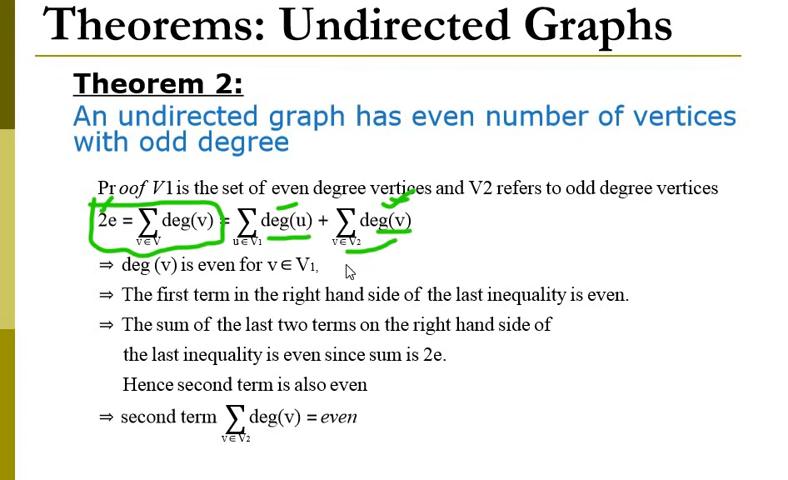 Theorems: Undirected Graphs
Theorem 2:
An undirected graph has even number of vertices
with odd degree
Proof V1 is the set of even degree vertices and V2 refers to odd degree vertices
2e = ∑ deg(v) = ∑ deg(u) + ∑ deg(v)
v∈V u∈V1 v∈V2
⇒ deg (v) is even for v∈V1,
⇒ The first term in the right hand side of the last inequality is even.
⇒ The sum of the last two terms on the right hand side of
the last inequality is even since sum is 2e.
Hence second term is also even
⇒ second term ∑ deg(v) = even
v∈V2